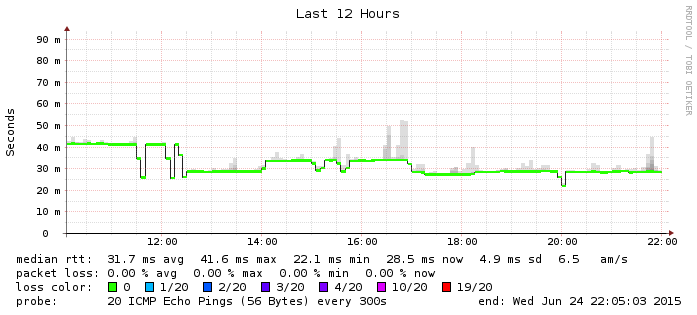 Last 12 Hours
RRDTOOL / TOBI OETIKER
Seconds
90 m
80 m
70 m
60 m
50 m
40 m
30 m
20 m
10 m
0
12:00 14:00 16:00 18:00 20:00 22:00
median rtt: 31.7 ms avg 41.6 ms max 22.1 ms min 28.5 ms now 4.9 ms sd 6.5 am/s
packet loss: 0.00 % avg 0.00 % max 0.00 % min 0.00 % now
loss color: 0 1/20 2/20 3/20 4/20 10/20 19/20
probe: 20 ICMP Echo Pings (56 Bytes) every 300s end: Wed Jun 24 22:05:03 2015